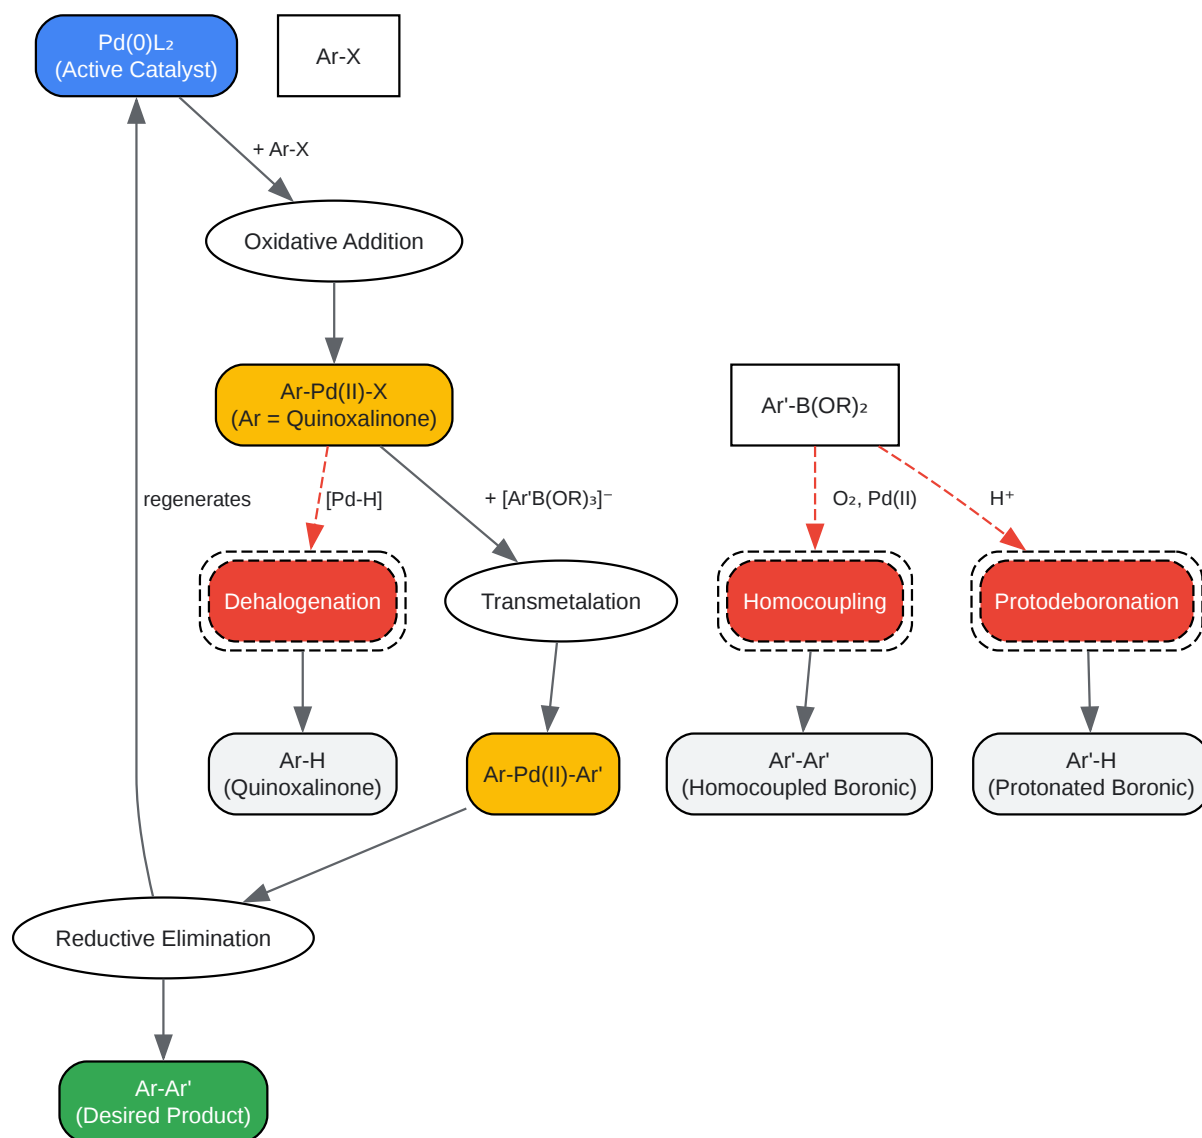 Pd(0)L₂
(Active Catalyst)
Ar-X
+ Ar-X
Oxidative Addition
Ar-Pd(II)-X
(Ar = Quinoxalinone)
Ar'-B(OR)₂
regenerates
[Pd-H]
+ [Ar'B(OR)₃]⁻
O₂, Pd(II)
H⁺
Dehalogenation
Transmetalation
Homocoupling
Protodeboronation
Ar-H
(Quinoxalinone)
Ar-Pd(II)-Ar'
Ar'-Ar'
(Homocoupled Boronic)
Ar'-H
(Protonated Boronic)
Reductive Elimination
Ar-Ar'
(Desired Product)